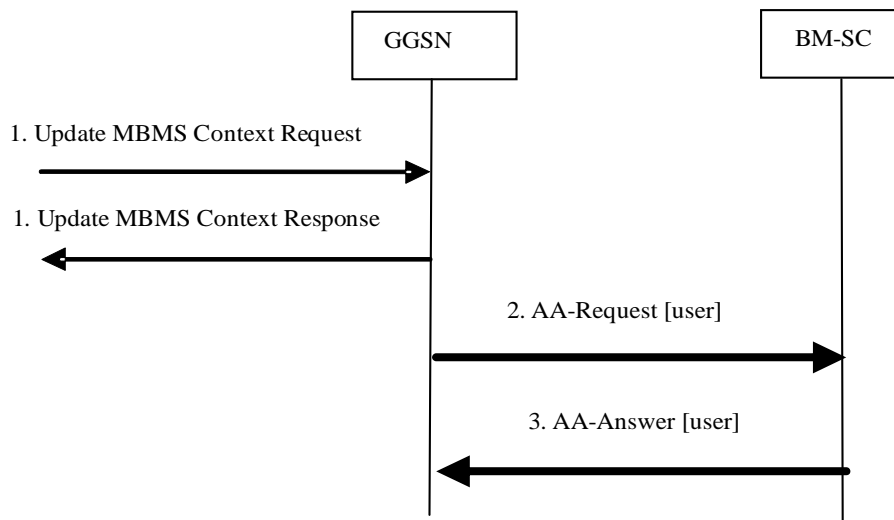 GGSN
BM-SC
1. Update MBMS Context Request
1. Update MBMS Context Response
2. AA-Request [user]
3. AA-Answer [user]